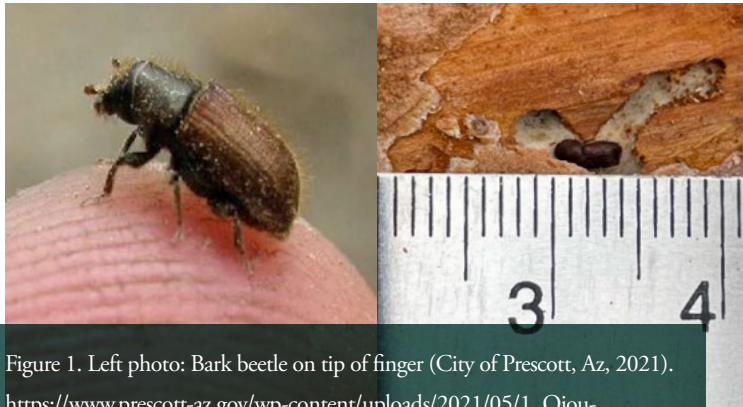 3 4
Figure 1. Left photo: Bark beetle on tip of finger (City of Prescott, Az, 2021).
https://www.prescott-az.gov/wp-content/uploads/2021/05/1_Qjou-